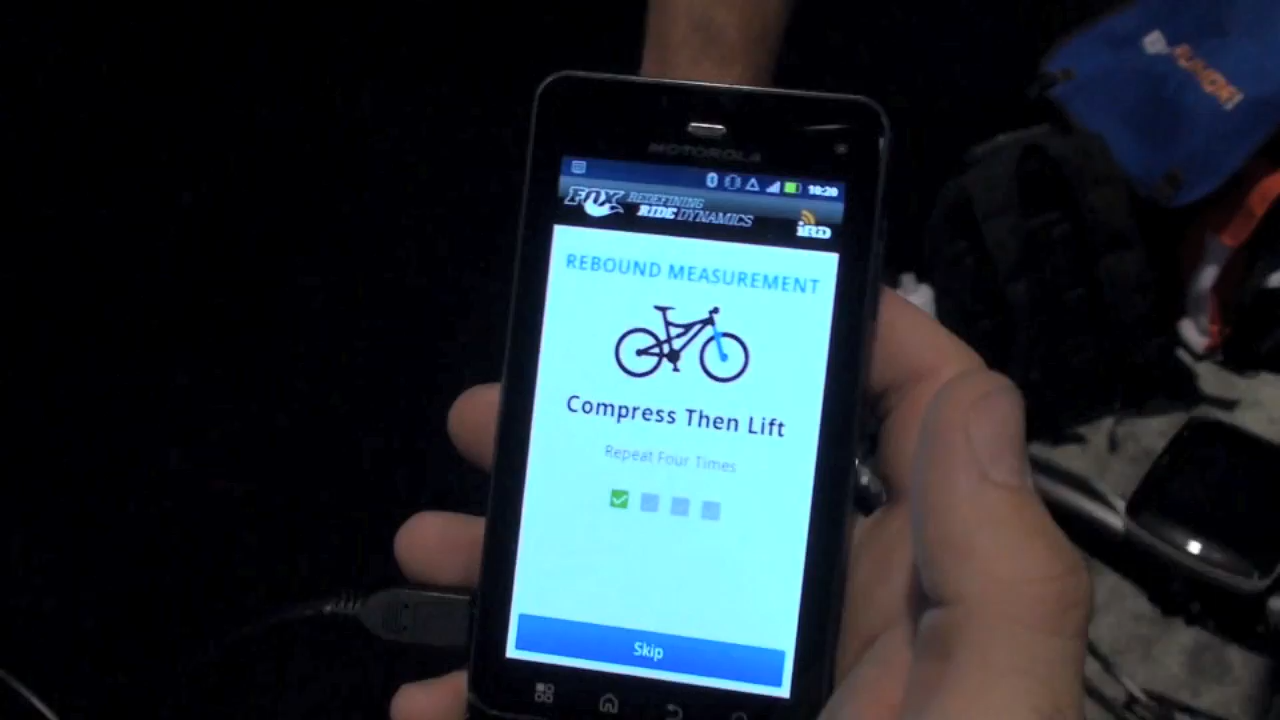 MOTOROLA
10:20
FOX REDEFINING
RIDE DYNAMICS
iRD
REBOUND MEASUREMENT
Compress Then Lift
Repeat Four Times
Skip